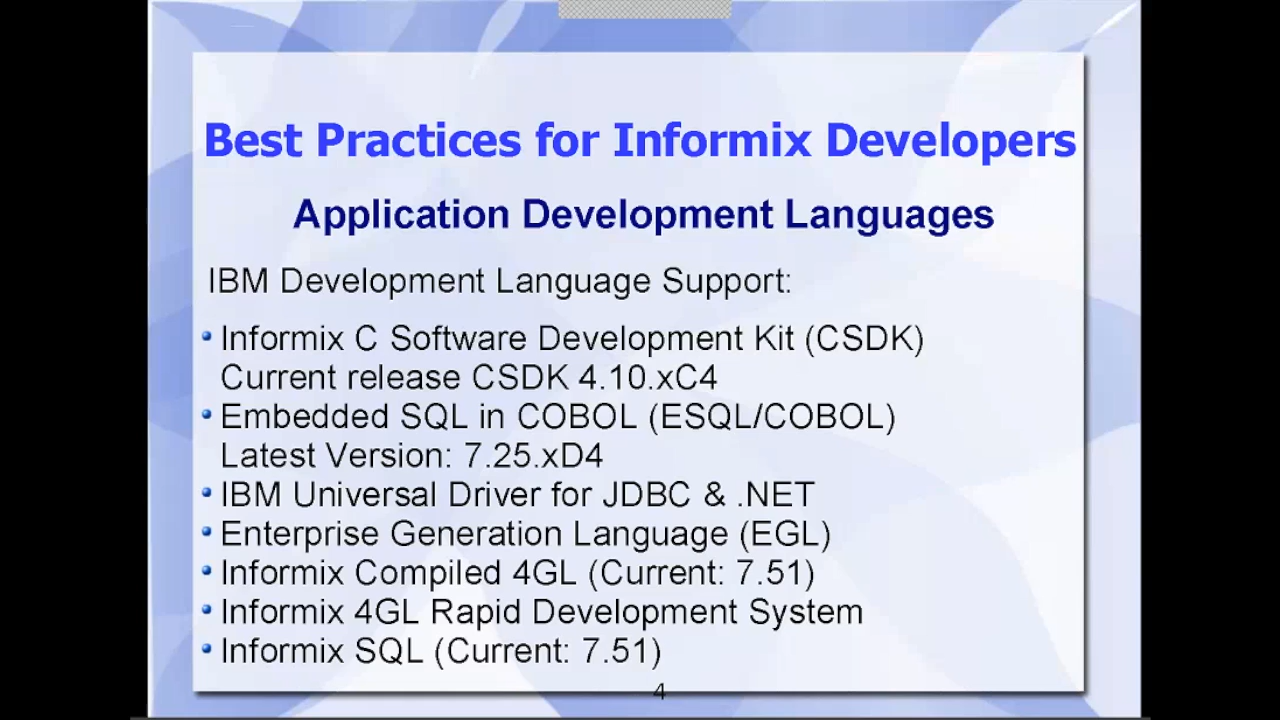 Best Practices for Informix Developers
Application Development Languages
IBM Development Language Support:
• Informix C Software Development Kit (CSDK)
Current release CSDK 4.10.xC4
• Embedded SQL in COBOL (ESQL/COBOL)
Latest Version: 7.25.xD4
• IBM Universal Driver for JDBC & .NET
• Enterprise Generation Language (EGL)
• Informix Compiled 4GL (Current: 7.51)
• Informix 4GL Rapid Development System
• Informix SQL (Current: 7.51)
4